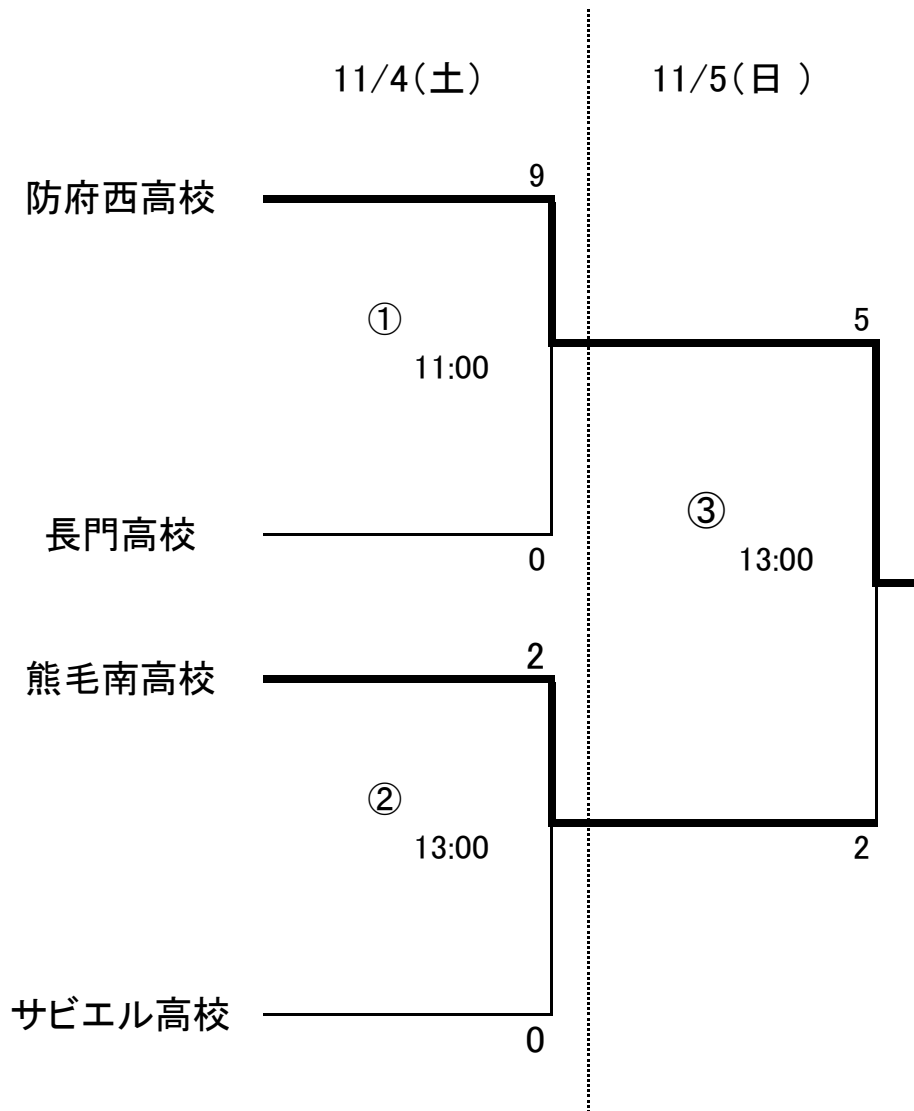 11/4(土)
11/5(日 )
9
防府西高校
①
5
11:00
③
長門高校
0
13:00
2
熊毛南高校
②
13:00
2
サビエル高校
0